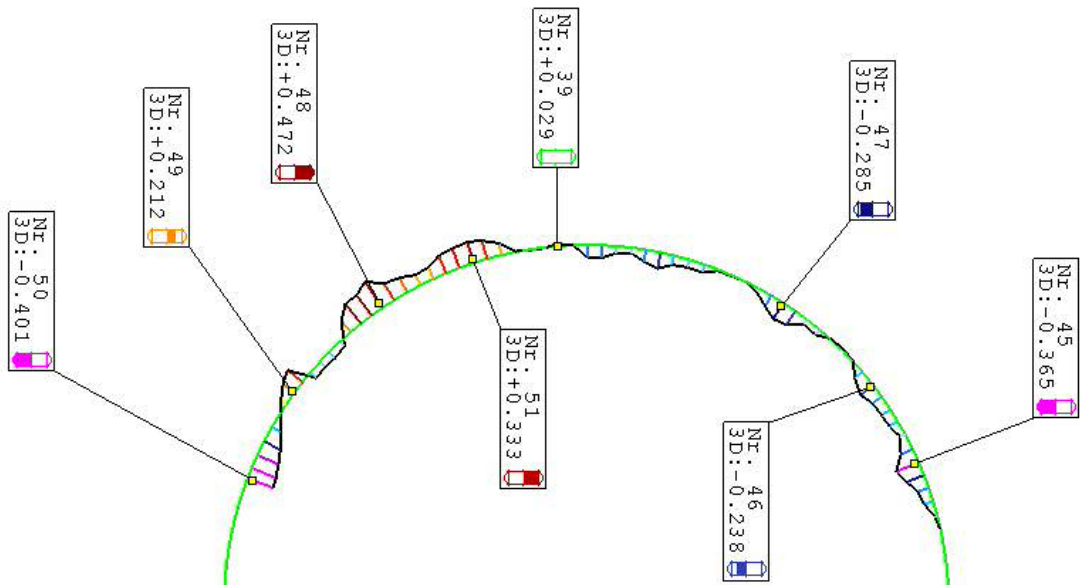 Nr.  39
3D:+0.029
Nr.  48
3D:+0.472
Nr.  47
3D:-0.285
Nr.  49
3D:+0.212
Nr.  50
3D:-0.401
Nr.  45
3D:-0.365
Nr.  51
3D:+0.333
Nr.  46
3D:-0.238